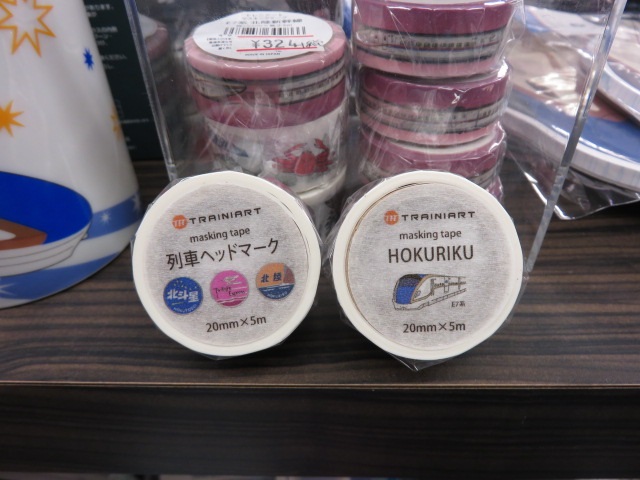 ¥324
TRAINIART
masking tape
列車ヘッドマーク
北斗星
北陸
20mm×5m
TRAINIART
masking tape
HOKURIKU
E7系
20mm×5m